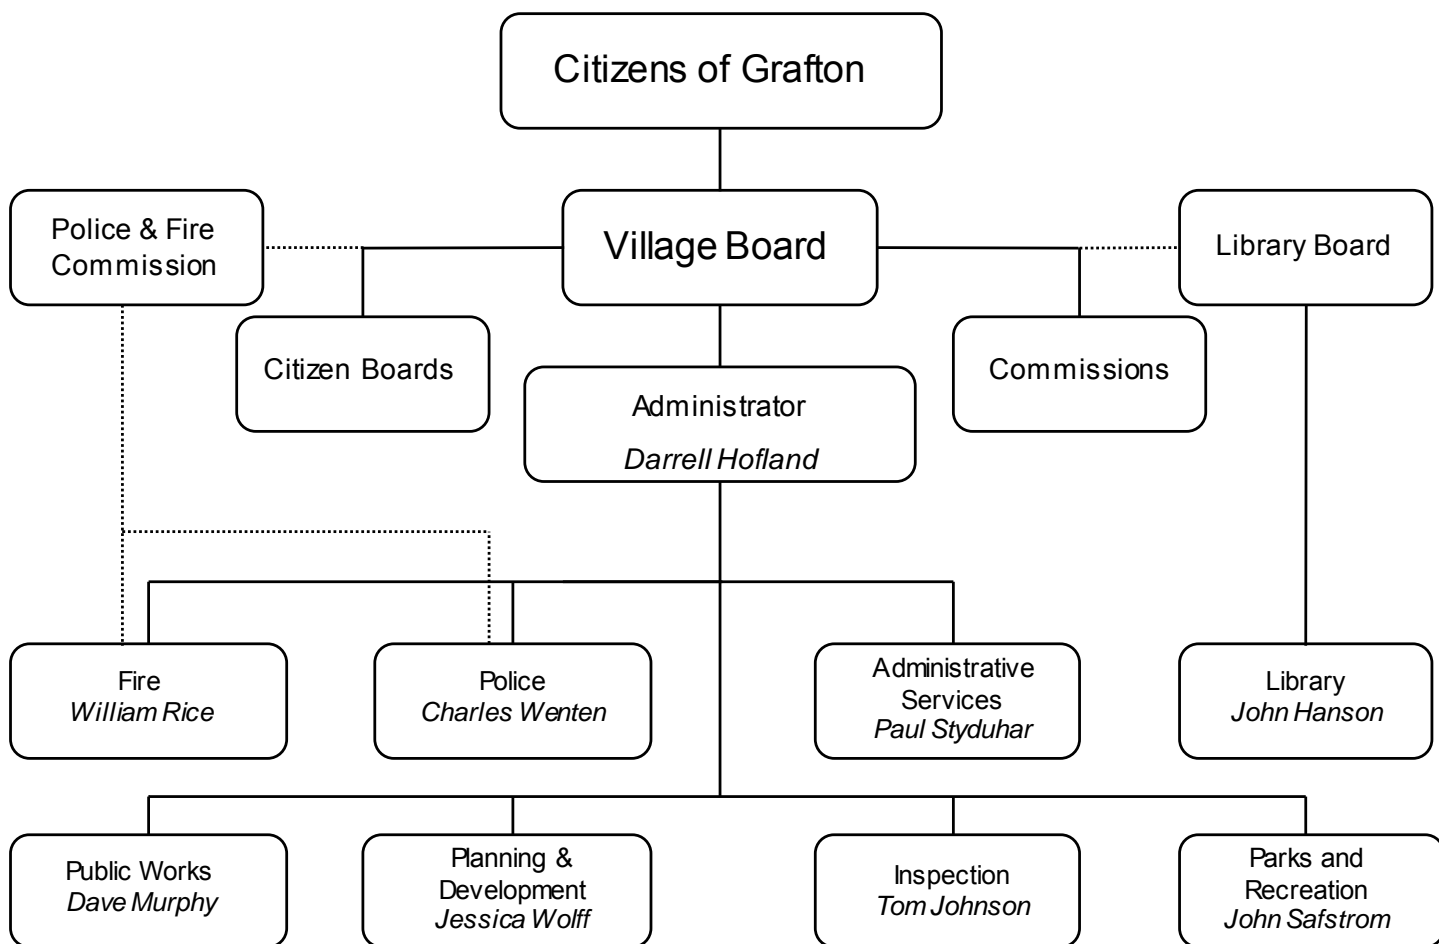 Citizens of Grafton
Police & Fire
Commission
Village Board
Library Board
Citizen Boards
Commissions
Administrator
Darrell Hofland
Fire
William Rice
Police
Charles Wenten
Administrative
Services
Paul Styduhar
Library
John Hanson
Public Works
Dave Murphy
Planning &
Development
Jessica Wolff
Inspection
Tom Johnson
Parks and
Recreation
John Safstrom